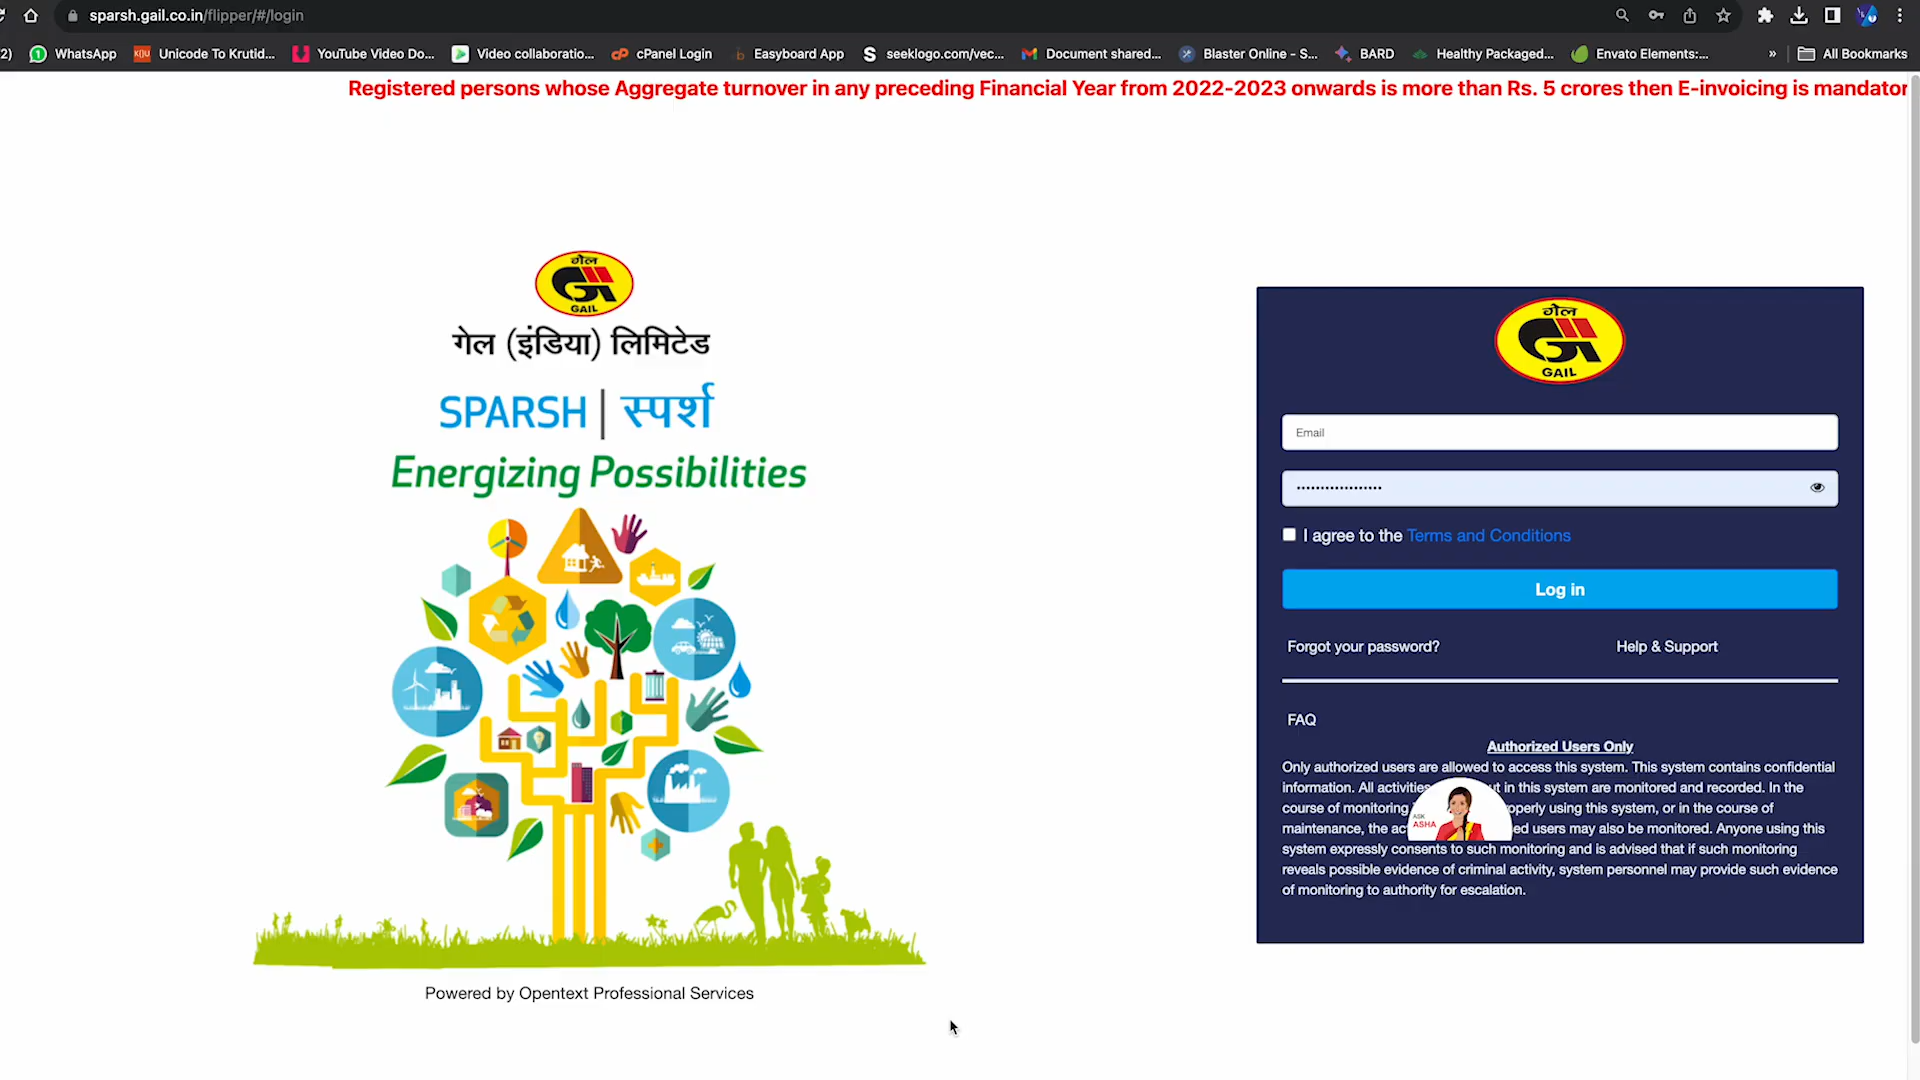 sparsh.gail.co.in/flipper/#/login
2) WhatsApp Unicode To Krutid... YouTube Video Do... Video collaboratio... cPanel Login Easyboard App seeklogo.com/vec... Document shared... Blaster Online - S... BARD Healthy Packaged... Envato Elements:... » All Bookmarks
Registered persons whose Aggregate turnover in any preceding Financial Year from 2022-2023 onwards is more than Rs. 5 crores then E-invoicing is mandator
गेल
GAIL
गेल (इंडिया) लिमिटेड
SPARSH | स्पर्श
Energizing Possibilities
Powered by Opentext Professional Services
गेल
GAIL
Email
••••••••••••••••••
I agree to the Terms and Conditions
Log in
Forgot your password? Help & Support
FAQ
Authorized Users Only
Only authorized users are allowed to access this system. This system contains confidential
information. All activities ut in this system are monitored and recorded. In the
course of monitoring operly using this system, or in the course of
maintenance, the ac ed users may also be monitored. Anyone using this
system expressly consents to such monitoring and is advised that if such monitoring
reveals possible evidence of criminal activity, system personnel may provide such evidence
of monitoring to authority for escalation.
ASK
ASHA